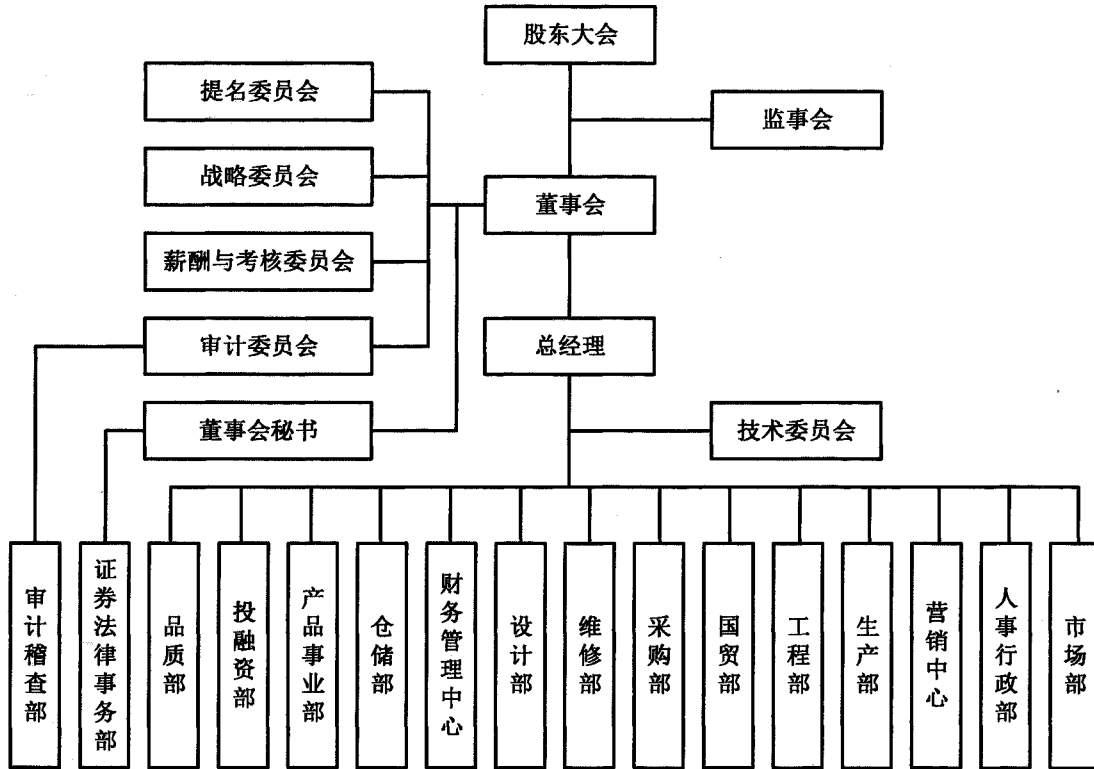 股东大会
提名委员会
监事会
战略委员会
董事会
薪酬与考核委员会
审计委员会
总经理
董事会秘书
技术委员会
审计稽查部
证券法律事务部
品质部
投融资部
产品事业部
仓储部
财务管理中心
设计部
维修部
采购部
国贸部
工程部
生产部
营销中心
人事行政部
市场部